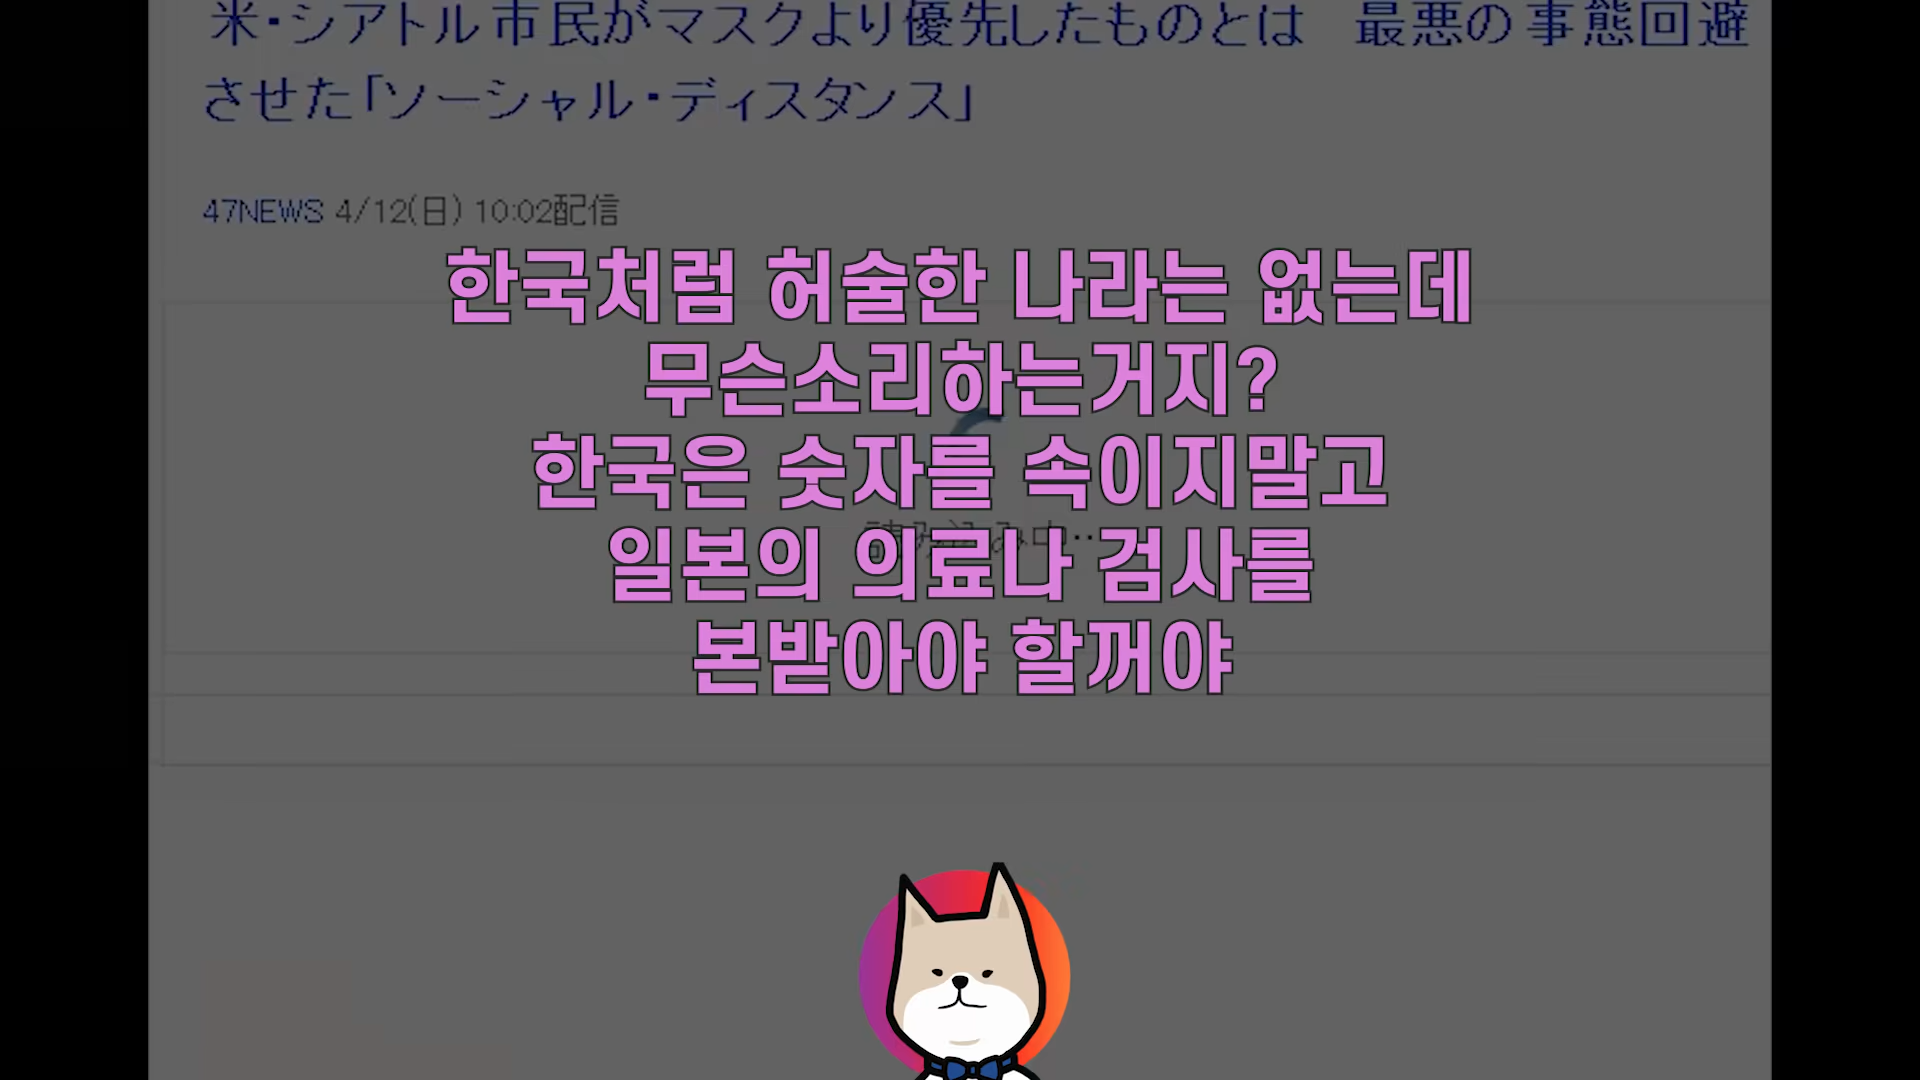 米・シアトル市民がマスクより優先したものとは 最悪の事態回避
させた「ソーシャル・ディスタンス」
47NEWS 4/12(日) 10:02配信
한국처럼 허술한 나라는 없는데
무슨소리하는거지?
한국은 숫자를 속이지말고
일본의 의료나 검사를
본받아야 할꺼야